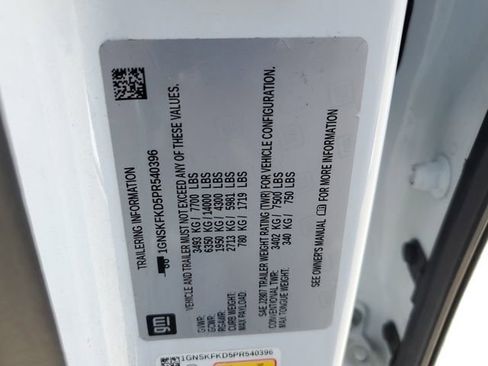 TRAILERING INFORMATION
1GNSKFKD5PR540396
VEHICLE AND TRAILER MUST NOT EXCEED ANY OF THESE VALUES.
GVWR: 3493 KG / 7700 LBS
GCWR: 6350 KG / 14000 LBS
RGAWR: 1950 KG / 4300 LBS
CURB WEIGHT: 2713 KG / 5981 LBS
MAX PAYLOAD: 780 KG / 1719 LBS
SAE J2807 TRAILER WEIGHT RATING (TWR) FOR VEHICLE CONFIGURATION.
CONVENTIONAL TWR: 3402 KG / 7500 LBS
MAX TONGUE WEIGHT: 340 KG / 750 LBS
SEE OWNER'S MANUAL FOR MORE INFORMATION
gm
1GNSKFKD5PR540396